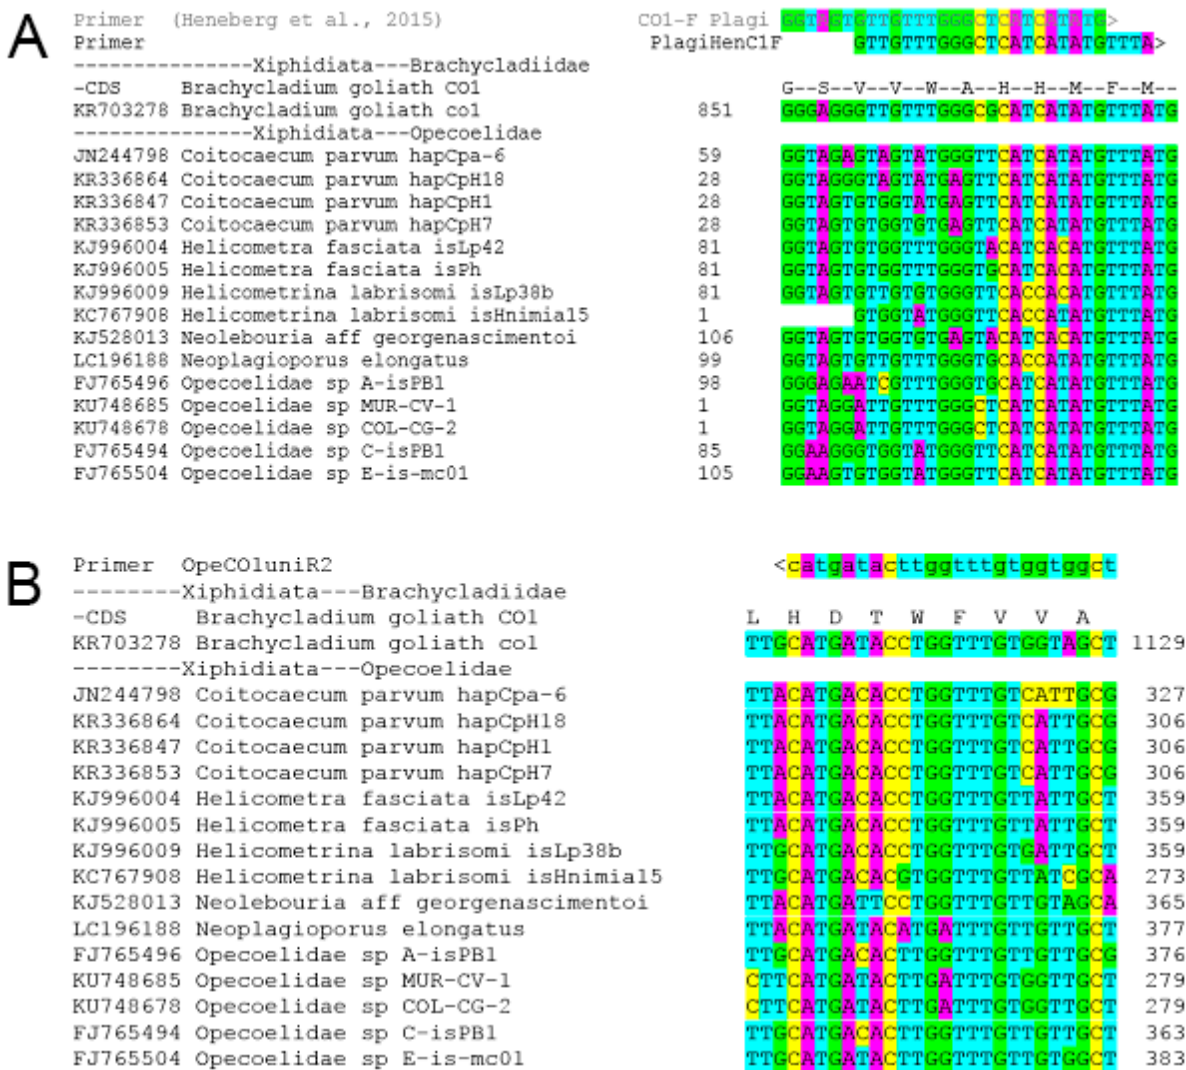 A
Primer (Heneberg et al., 2015) CO1-F Plagi GGTAGTGTTGTTTGGGCTCATCATATG>
Primer PlagiHenC1F GTTGTTTGGGCTCATCATATGTTTA>
---------------Xiphidiata---Brachycladiidae
-CDS Brachycladium goliath CO1 G--S--V--V--W--A--H--H--M--F--M--
KR703278 Brachycladium goliath co1 851 GGGAGGGTTGTTTGGGCGCATCATATGTTTATG
---------------Xiphidiata---Opecoelidae
JN244798 Coitocaecum parvum hapCpa-6 59 GGTAGAGTAGTATGGGTTCATCATATGTTTATG
KR336864 Coitocaecum parvum hapCpH18 28 GGTAGGGTAGTATGAGTTCATCATATGTTTATG
KR336847 Coitocaecum parvum hapCpH1 28 GGTAGTGTGGTATGAGTTCATCATATGTTTATG
KR336853 Coitocaecum parvum hapCpH7 28 GGTAGTGTGGTGTGAGTTCATCATATGTTTATG
KJ996004 Helicometra fasciata isLp42 81 GGTAGTGTGGTTTGGGTACATCACATGTTTATG
KJ996005 Helicometra fasciata isPh 81 GGTAGTGTGGTTTGGGTGCATCACATGTTTATG
KJ996009 Helicometrina labrisomi isLp38b 81 GGTAGTGTTGTGTGGGTTCACCACATGTTTATG
KC767908 Helicometrina labrisomi isHnimia15 1 GTGGTATGGGTTCACCATATGTTTATG
KJ528013 Neolebouria aff georgenascimentoi 106 GGTAGTGTGGTGTGAGTACATCACATGTTTATG
LC196188 Neoplagioporus elongatus 99 GGTAGTGTTGTTTGGGTGCACCATATGTTTATG
FJ765496 Opecoelidae sp A-isPB1 98 GGGAGAATCGTTTGGGTGCATCATATGTTTATG
KU748685 Opecoelidae sp MUR-CV-1 1 GGTAGGATTGTTTGGGCTCATCATATGTTTATG
KU748678 Opecoelidae sp COL-CG-2 1 GGTAGGATTGTTTGGGCTCATCATATGTTTATG
FJ765494 Opecoelidae sp C-isPB1 85 GGAAGGGTGGTATGGGTTCATCATATGTTTATG
FJ765504 Opecoelidae sp E-is-mc01 105 GGAAGTGTGGTATGGGTTCATCATATGTTTATG
B
Primer OpeCO1uniR2 <catgatacttggtttgtggtggct
--------Xiphidiata---Brachycladiidae
-CDS Brachycladium goliath CO1 L H D T W F V V A
KR703278 Brachycladium goliath co1 TTGCATGATACCTGGTTTGTGGTAGCT 1129
--------Xiphidiata---Opecoelidae
JN244798 Coitocaecum parvum hapCpa-6 TTACATGACACCTGGTTTGTCATTGCG 327
KR336864 Coitocaecum parvum hapCpH18 TTACATGACACCTGGTTTGTCATTGCG 306
KR336847 Coitocaecum parvum hapCpH1 TTACATGACACCTGGTTTGTCATTGCG 306
KR336853 Coitocaecum parvum hapCpH7 TTACATGACACCTGGTTTGTCATTGCG 306
KJ996004 Helicometra fasciata isLp42 TTACATGACACCTGGTTTGTTATTGCT 359
KJ996005 Helicometra fasciata isPh TTACATGACACCTGGTTTGTTATTGCT 359
KJ996009 Helicometrina labrisomi isLp38b TTGCATGACACCTGGTTTGTGATTGCT 359
KC767908 Helicometrina labrisomi isHnimia15 TTGCATGACACGTGGTTTGTTATCGCA 273
KJ528013 Neolebouria aff georgenascimentoi TTACATGATTCCTGGTTTGTTGTAGCA 365
LC196188 Neoplagioporus elongatus TTACATGATACATGATTTGTTGTTGCT 377
FJ765496 Opecoelidae sp A-isPB1 TTGCATGACACTTGGTTTGTTGTTGCG 376
KU748685 Opecoelidae sp MUR-CV-1 CTTCATGATACTTGATTTGTGGTTGCT 279
KU748678 Opecoelidae sp COL-CG-2 CTTCATGATACTTGATTTGTGGTTGCT 279
FJ765494 Opecoelidae sp C-isPB1 TTGCATGACACTTGGTTTGTTGTTGCT 363
FJ765504 Opecoelidae sp E-is-mc01 TTGCATGATACTTGGTTTGTTGTGGCT 383